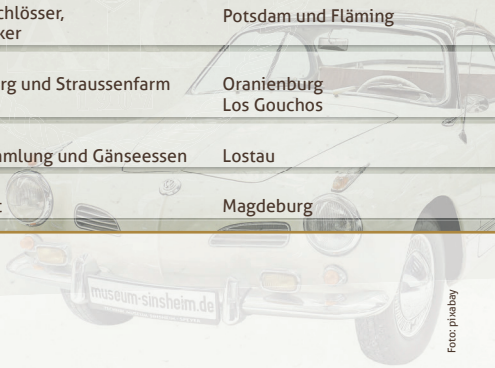 chlösser,
ker
Potsdam und Fläming
rg und Straussenfarm
Oranienburg
Los Gouchos
mlung und Gänseessen
Lostau
Magdeburg
museum-sinsheim.de
Foto: pixabay